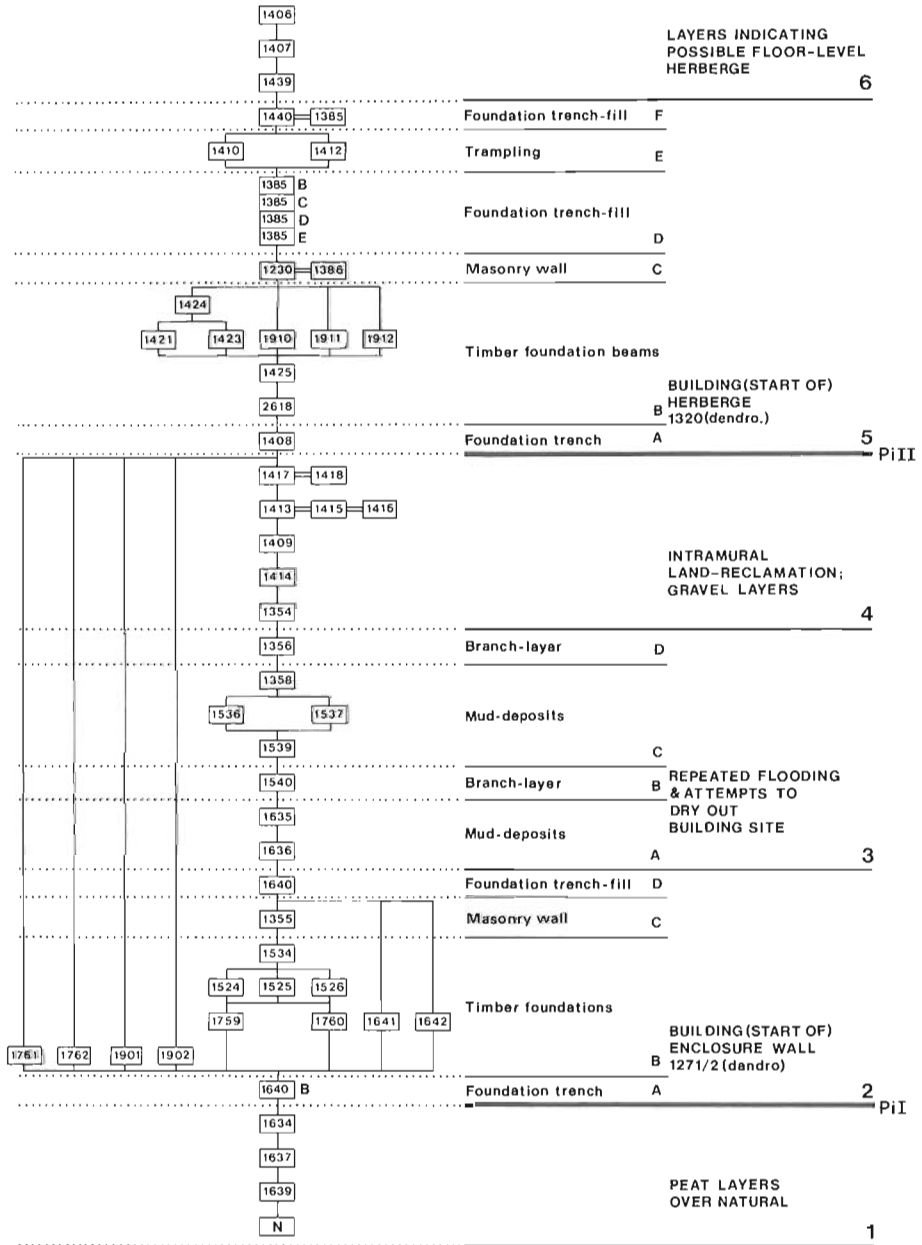 1406
LAYERS INDICATING
POSSIBLE FLOOR-LEVEL
HERBERGE
1407
1439
6
1440 1385 Foundation trench-fill F
1410 1412 Trampling E
1385 B
1385 C
1385 D
1385 E
Foundation trench-fill
D
1230 1386 Masonry wall C
1424
1421 1423 1910 1911 1912
Timber foundation beams
1425
BUILDING (START OF)
HERBERGE
1320 (dendro.)
2618 B
1408 Foundation trench A 5
PiII
1417 1418
1413 1415 1416
1409
INTRAMURAL
LAND-RECLAMATION;
GRAVEL LAYERS
1414
1354
4
1356 Branch-layer D
1358
1536 1537 Mud-deposits
1539 C
1540 Branch-layer B
REPEATED FLOODING
& ATTEMPTS TO
DRY OUT
BUILDING SITE
1635
Mud-deposits
1636 A 3
1640 Foundation trench-fill D
1355 Masonry wall C
1534
1524 1525 1526
Timber foundations
1759 1760 1641 1642
BUILDING (START OF)
ENCLOSURE WALL
1271/2 (dandro)
1761 1762 1901 1902 B
1640 B Foundation trench A 2
PiI
1634
1637
1639
PEAT LAYERS
OVER NATURAL
N
1